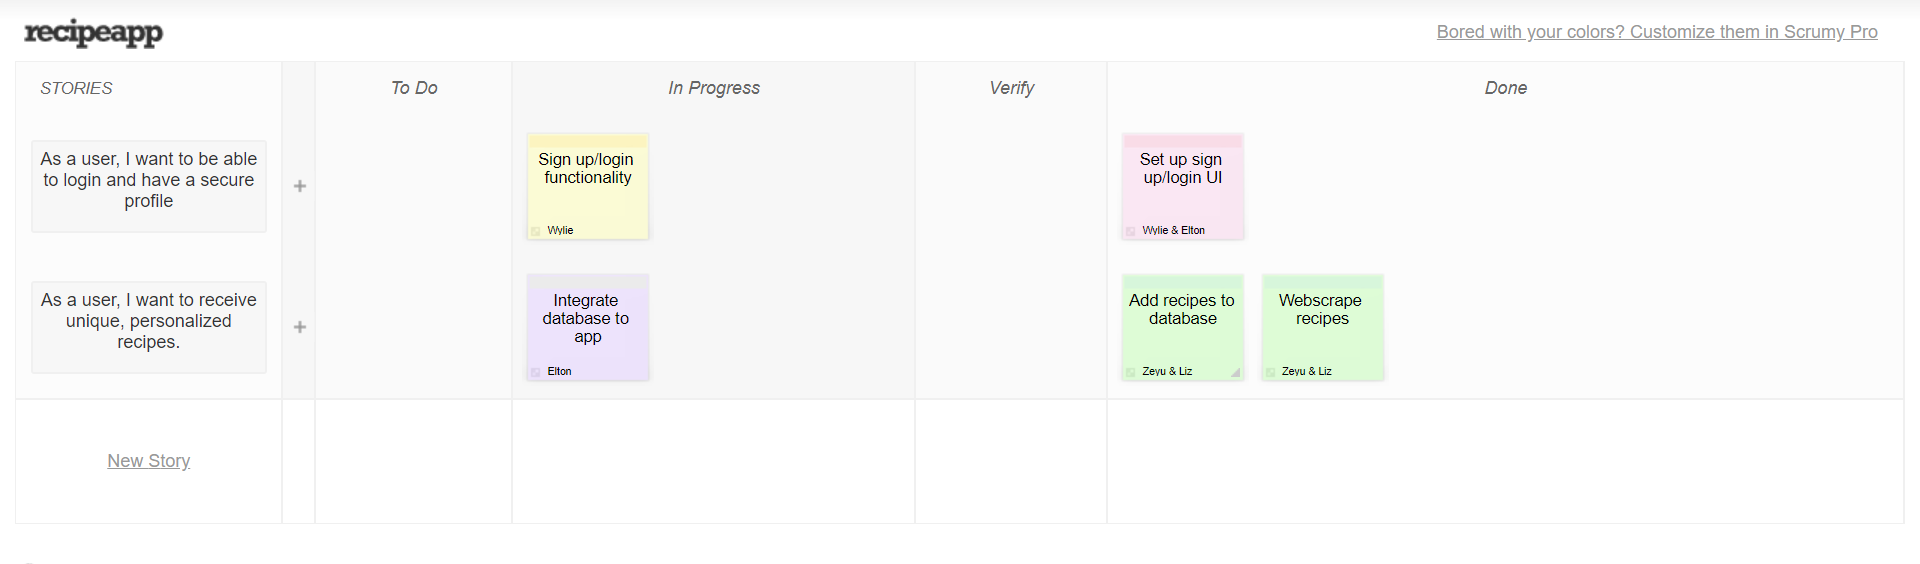 recipeapp
Bored with your colors? Customize them in Scrumy Pro
STORIES
To Do
In Progress
Verify
Done
As a user, I want to be able
to login and have a secure
profile
+
Sign up/login
functionality
Wylie
Set up sign
up/login UI
Wylie & Elton
As a user, I want to receive
unique, personalized
recipes.
+
Integrate
database to
app
Elton
Add recipes to
database
Zeyu & Liz
Webscrape
recipes
Zeyu & Liz
New Story